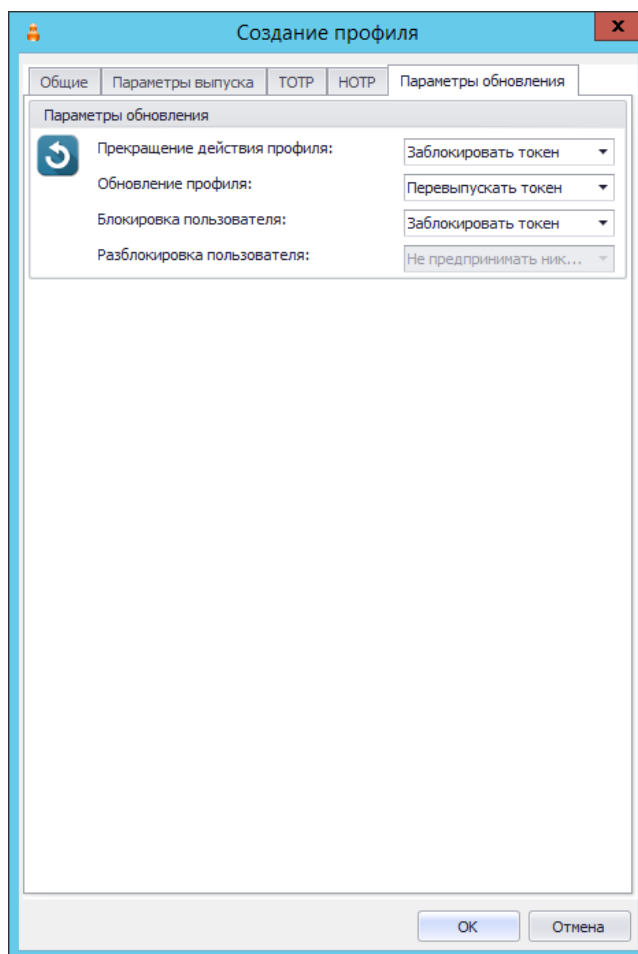 Создание профиля
x
Общие Параметры выпуска TOTP HOTP Параметры обновления
Параметры обновления
Прекращение действия профиля: Заблокировать токен
Обновление профиля: Перевыпускать токен
Блокировка пользователя: Заблокировать токен
Разблокировка пользователя: Не предпринимать ник...
OK Отмена